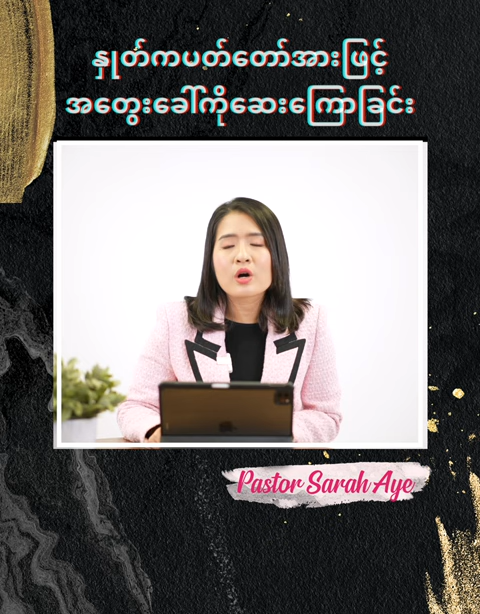 နှုတ်ကပတ်တော်အားဖြင့်
အတွေးခေါ်ကိုဆေးကြောခြင်း
Pastor Sarah Aye